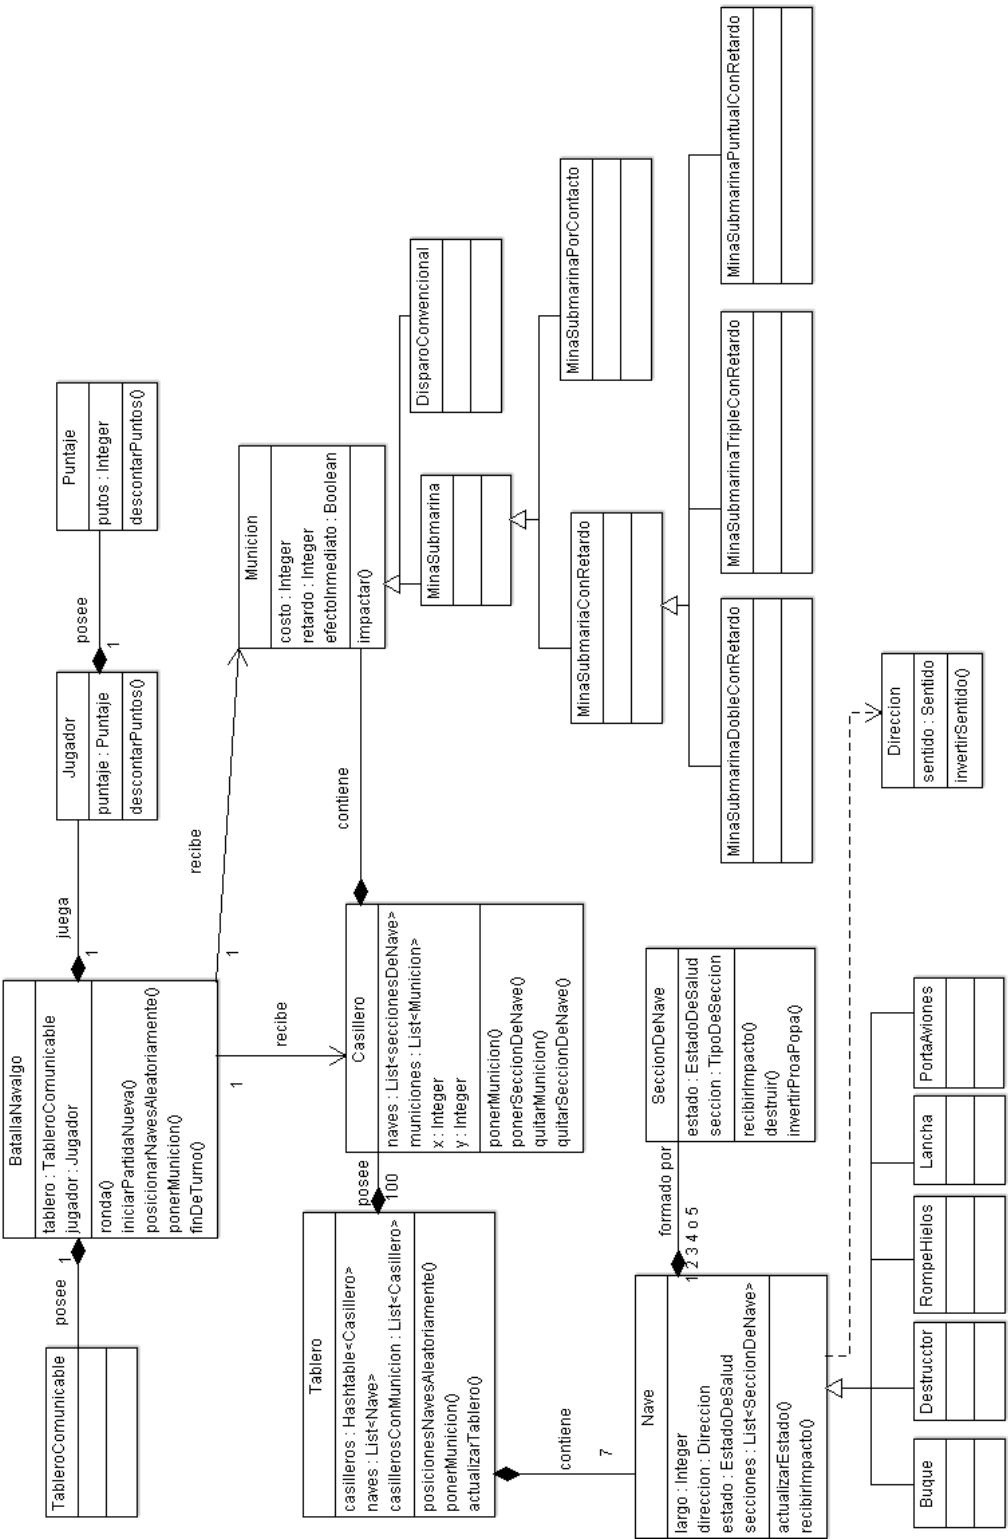 TableroComunicable
posee
1
BatallaNavalgo
tablero : TableroComunicable
jugador : Jugador
ronda()
iniciarPartidaNueva()
posicionarNavesAleatoriamente()
ponerMunicion()
finDeTurno()
juega
1
Jugador
puntaje : Puntaje
descontarPuntos()
posee
1
Puntaje
putos : Integer
descontarPuntos()
recibe
1
recibe
1
Municion
costo : Integer
retardo : Integer
efectoInmediato : Boolean
impactar()
Tablero
casilleros : Hashtable<Casillero>
naves : List<Nave>
casillerosConMunicion : List<Casillero>
posicionesNavesAleatoriamente()
ponerMunicion()
actualizarTablero()
posee
100
Casillero
naves : List<seccionesDeNave>
municiones : List<Municion>
x : Integer
y : Integer
ponerMunicion()
ponerSeccionDeNave()
quitarMunicion()
quitarSeccionDeNave()
contiene
MinaSubmarina
DisparoConvencional
MinaSubmariaConRetardo
MinaSubmarinaPorContacto
MinaSubmarinaDobleConRetardo
MinaSubmarinaTripleConRetardo
MinaSubmarinaPuntualConRetardo
contiene
7
Nave
largo : Integer
direccion : Direccion
estado : EstadoDeSalud
secciones : List<SeccionDeNave>
actualizarEstado()
recibirImpacto()
formado por
1 2 3 4 o 5
SeccionDeNave
estado : EstadoDeSalud
seccion : TipoDeSeccion
recibirImpacto()
destruir()
invertirProaPopa()
Direccion
sentido : Sentido
invertirSentido()
Buque
Destrucctor
RompeHielos
Lancha
PortaAviones